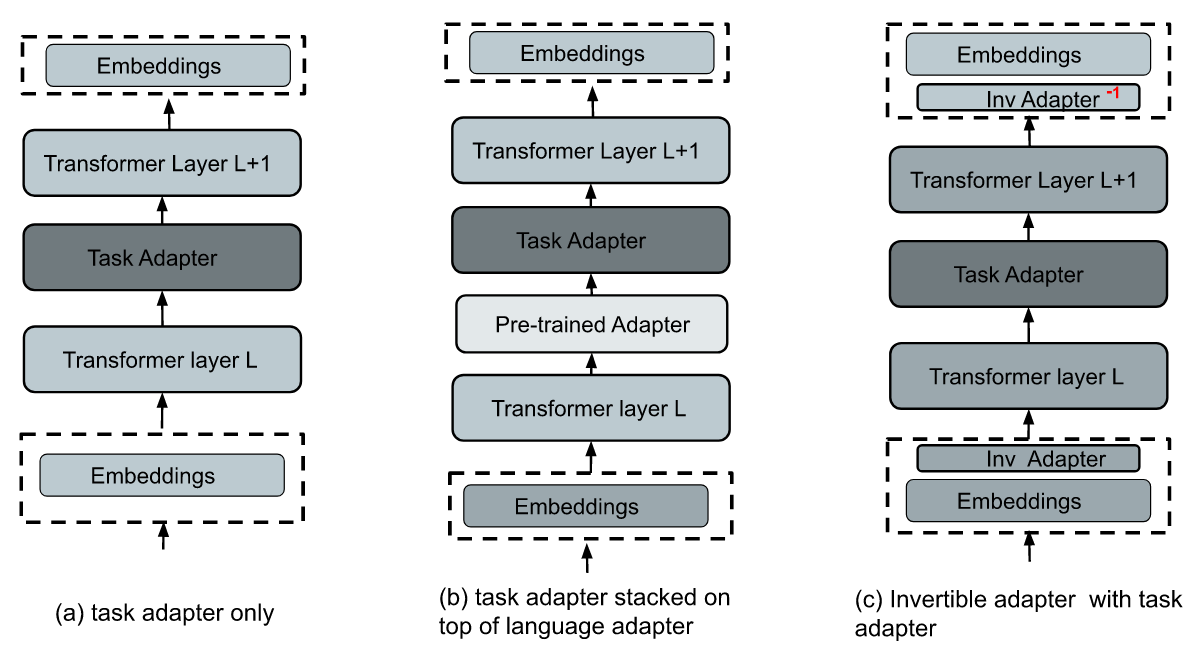 Embeddings
Transformer Layer L+1
Task Adapter
Transformer layer L
Embeddings
(a) task adapter only
Embeddings
Transformer Layer L+1
Task Adapter
Pre-trained Adapter
Transformer layer L
Embeddings
(b) task adapter stacked on
top of language adapter
Embeddings
Inv Adapter -1
Transformer Layer L+1
Task Adapter
Transformer layer L
Inv Adapter
Embeddings
(c) Invertible adapter with task
adapter